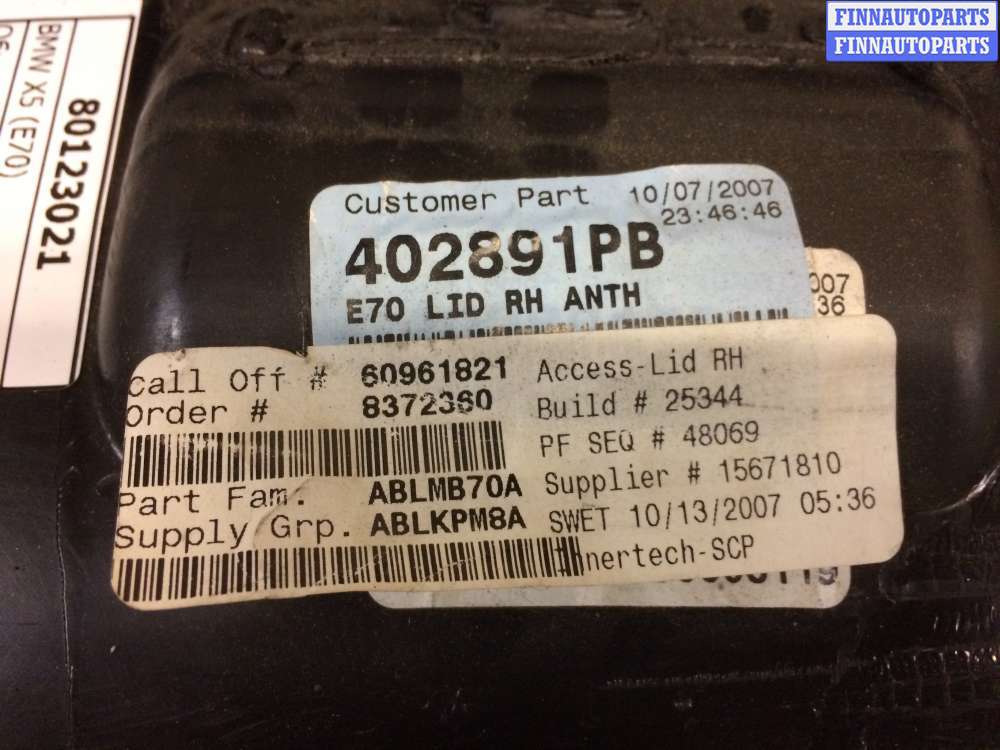 FINNAUTOPARTS
FINNAUTOPARTS
80123021
BMW X5 (E70)
Customer Part 10/07/2007
23:46:46
402891PB
E70 LID RH ANTH
007
36
Call Off # 60961821
Order # 8372360
Part Fam. ABLMB70A
Supply Grp. ABLKPM8A
Access-Lid RH
Build # 25344
PF SEQ # 48069
Supplier # 15671810
SWET 10/13/2007 05:36
Innertech-SCP